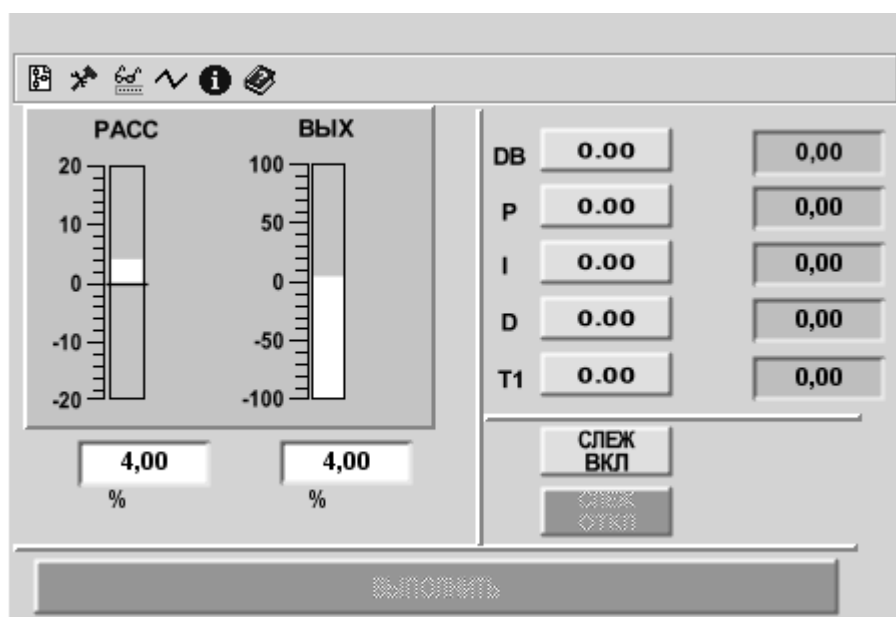 РАСС
ВЫХ
20
10
0
-10
-20
100
50
0
-50
-100
4,00
4,00
%
%
DB 0.00 0,00
P 0.00 0,00
I 0.00 0,00
D 0.00 0,00
T1 0.00 0,00
СЛЕЖ
ВКЛ
СЛЕЖ
ОТКЛ
ВЫПОЛНИТЬ